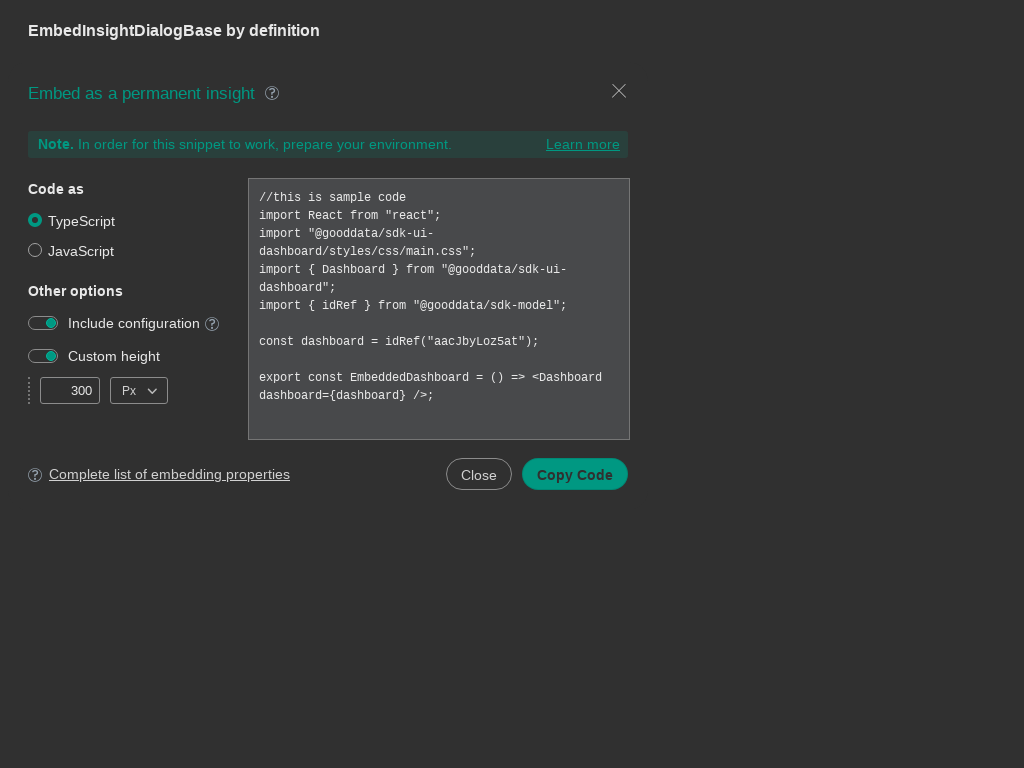 EmbedInsightDialogBase by definition
Embed as a permanent insight
Note. In order for this snippet to work, prepare your environment. Learn more
Code as
TypeScript
JavaScript
Other options
Include configuration
Custom height
300 Px
//this is sample code
import React from "react";
import "@gooddata/sdk-ui-
dashboard/styles/css/main.css";
import { Dashboard } from "@gooddata/sdk-ui-
dashboard";
import { idRef } from "@gooddata/sdk-model";
const dashboard = idRef("aacJbyLoz5at");
export const EmbeddedDashboard = () => <Dashboard
dashboard={dashboard} />;
Complete list of embedding properties
Close
Copy Code